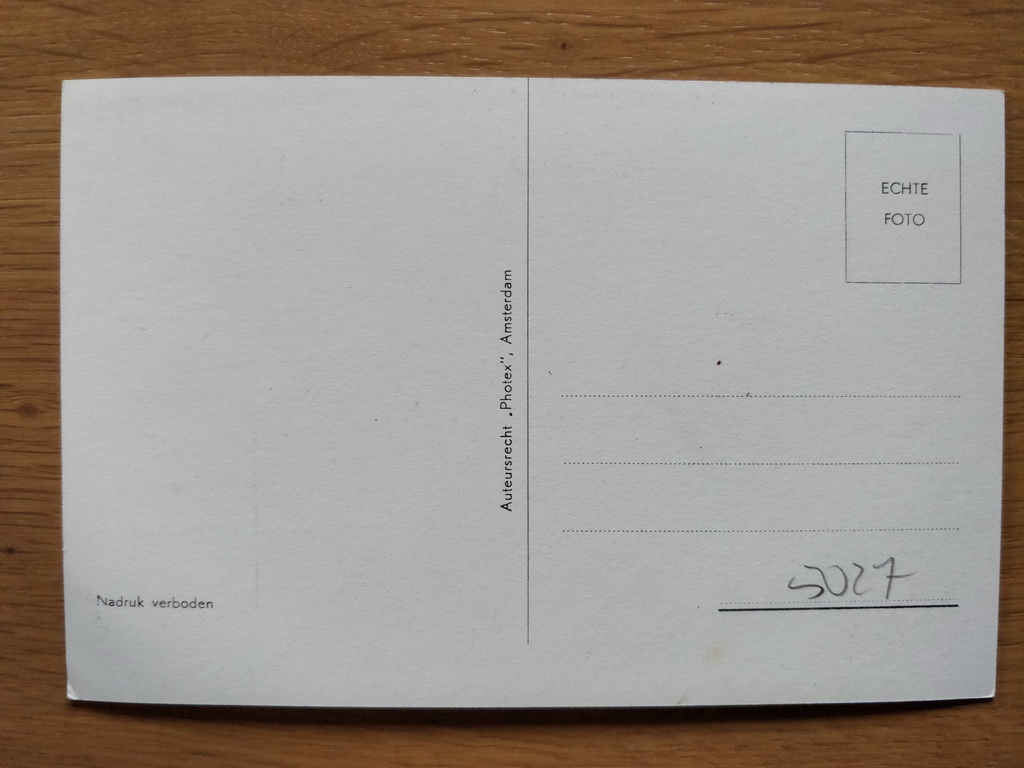 ECHTE
FOTO
Auteursrecht „Photex”, Amsterdam
5027
Nadruk verboden